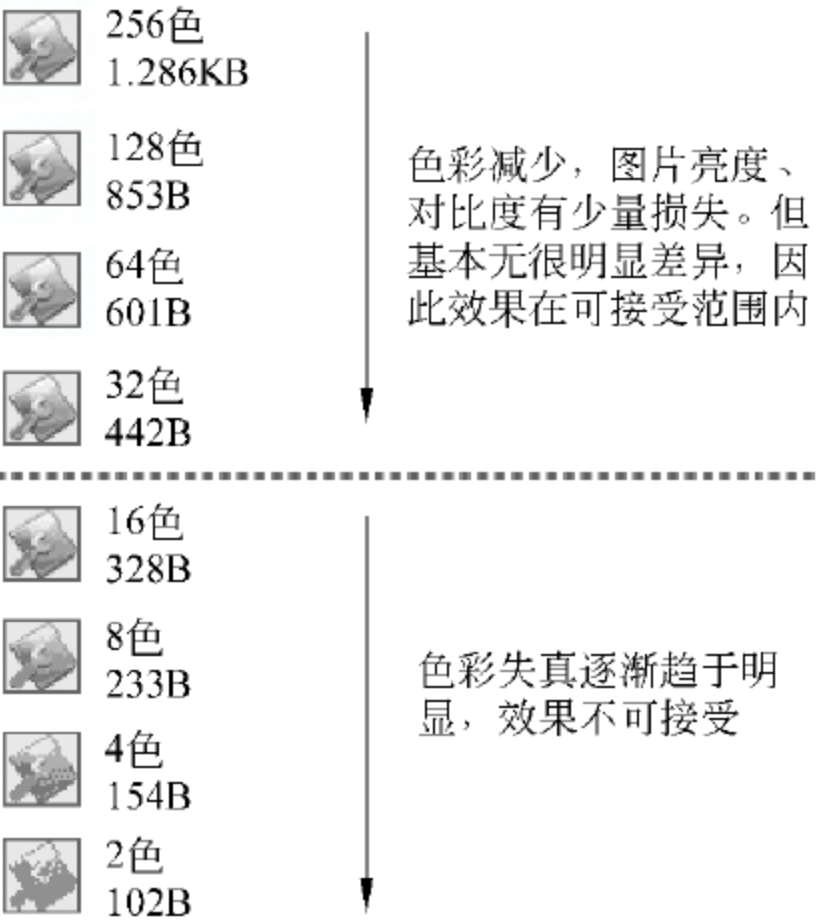 256色
1.286KB
128色
853B
64色
601B
32色
442B
色彩减少，图片亮度、
对比度有少量损失。但
基本无很明显差异，因
此效果在可接受范围内
16色
328B
8色
233B
4色
154B
2色
102B
色彩失真逐渐趋于明
显，效果不可接受